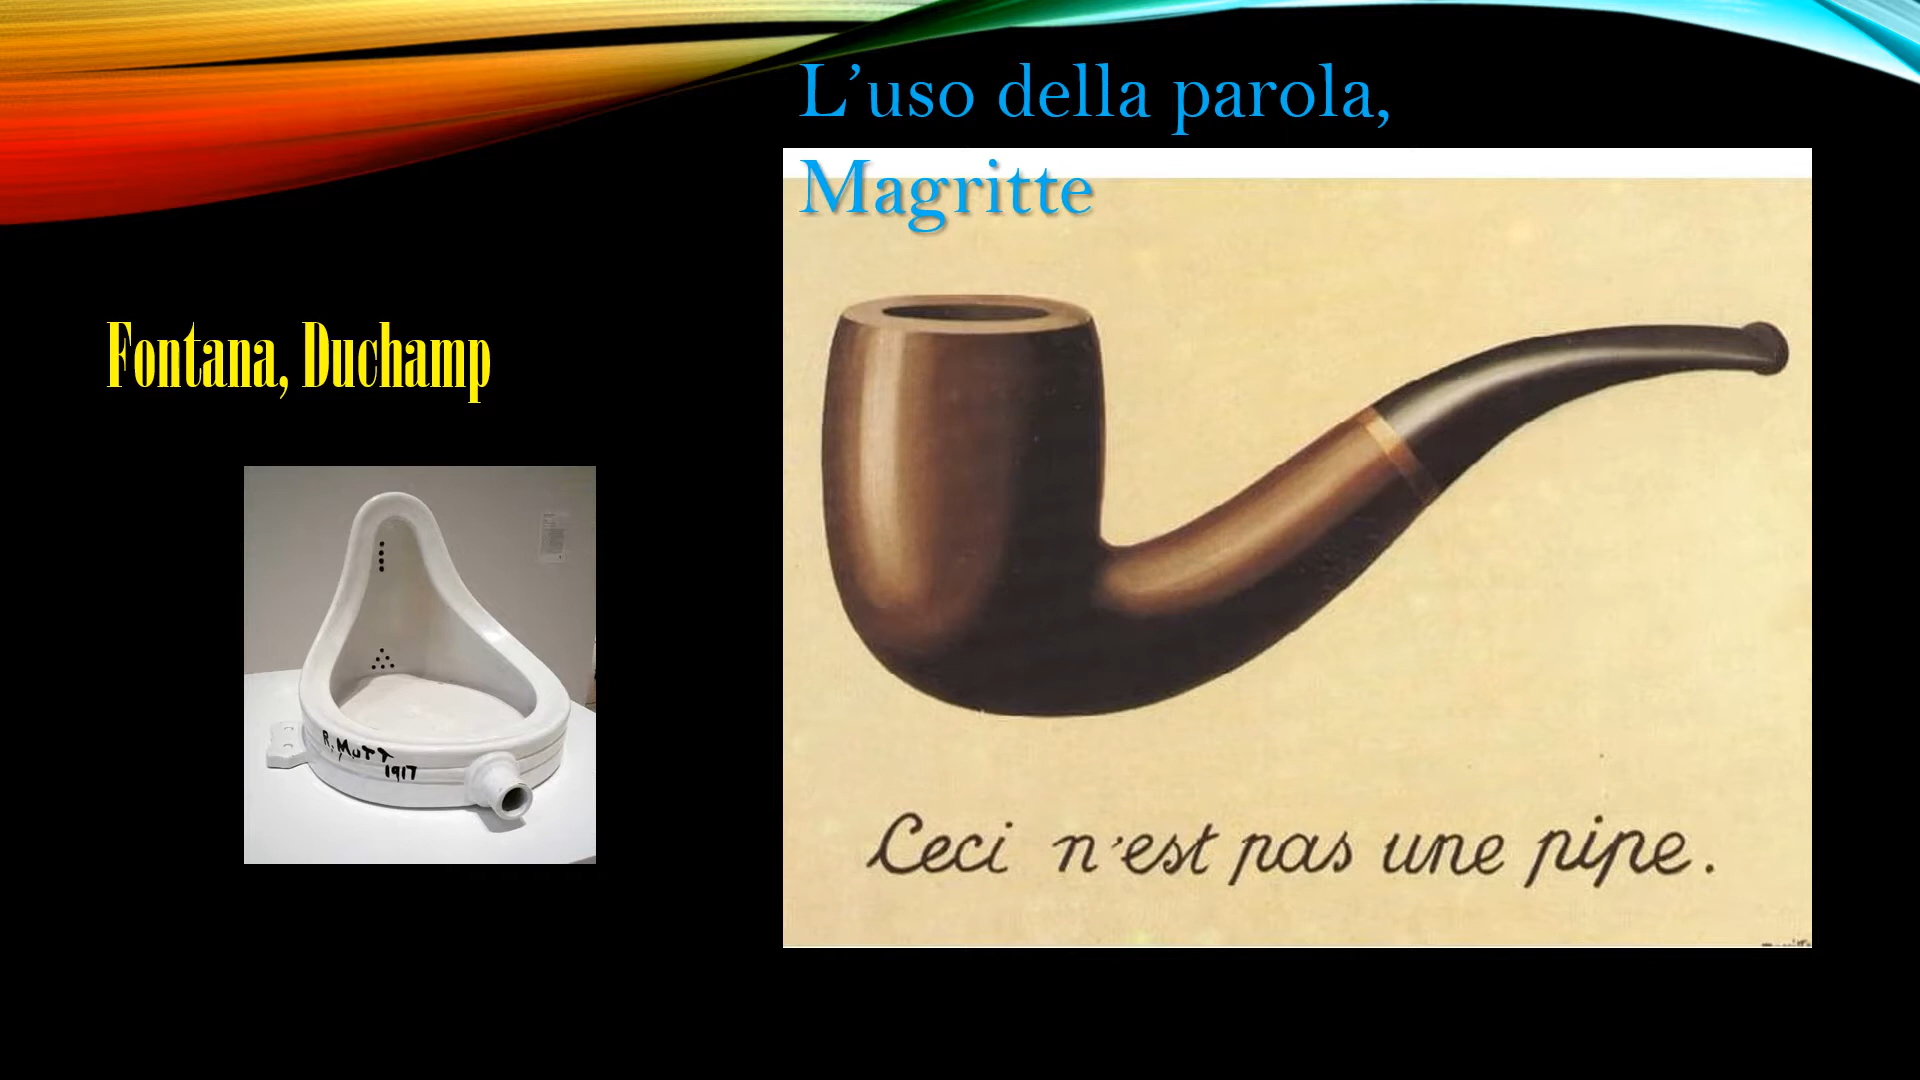 L'uso della parola,
Magritte
Fontana, Duchamp
R. MUTT
1917
Ceci n'est pas une pipe.